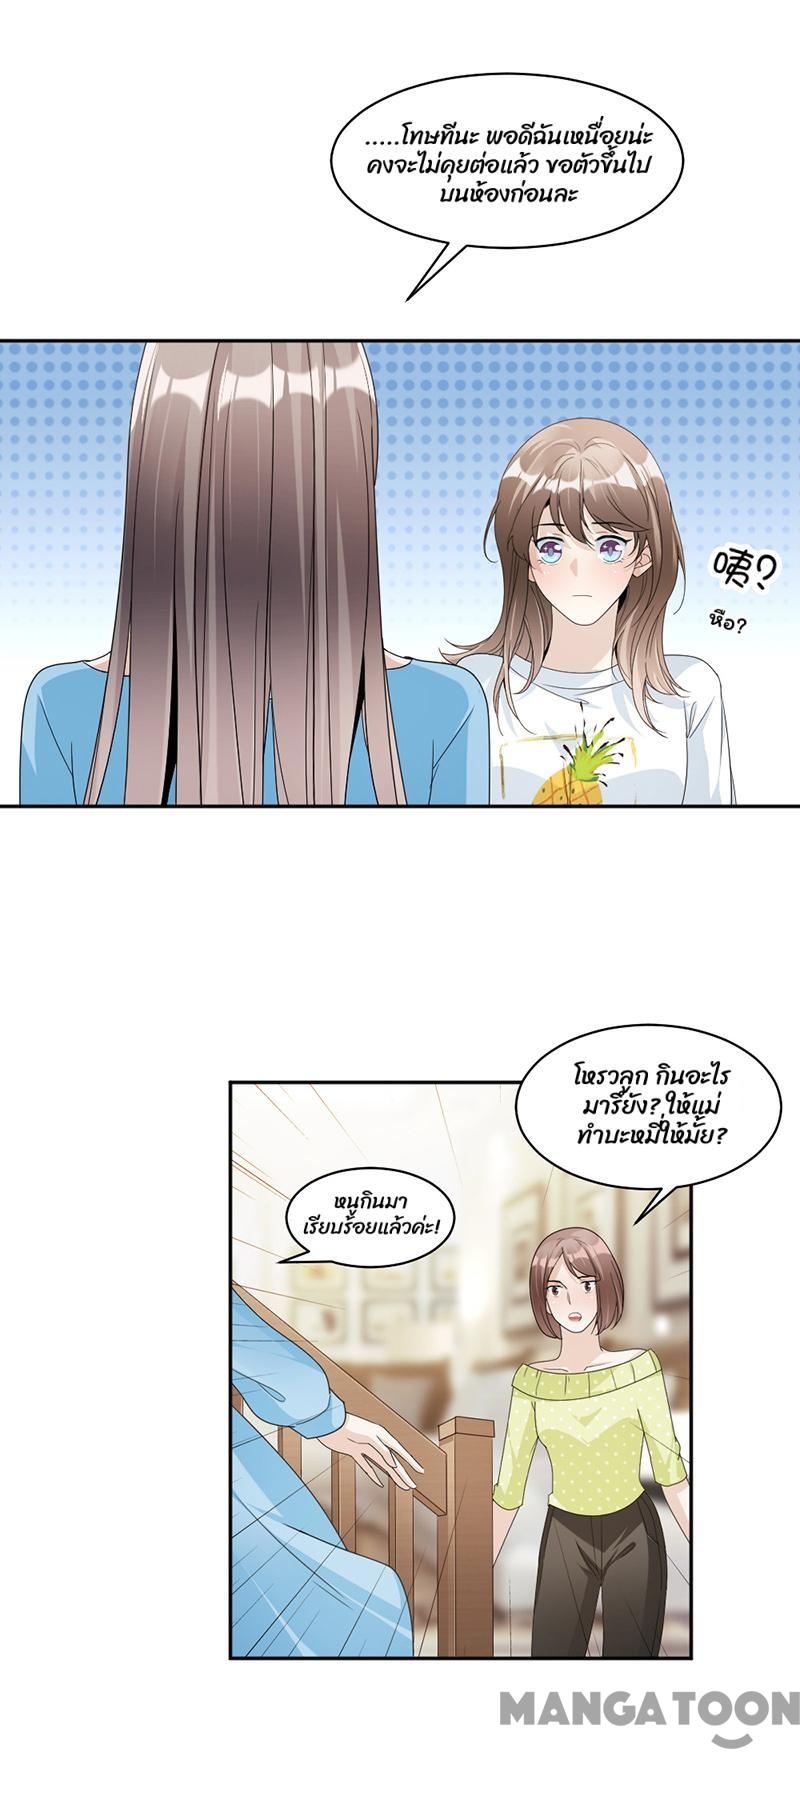 .....โทษทีนะ พอดีฉันเหนื่อยน่ะ
คงจะไม่คุยต่อแล้ว ขอตัวขึ้นไป
บนห้องก่อนละ
咦?
หือ?
โหรวลูก กินอะไร
มารึยัง? ให้แม่
ทำบะหมี่ให้มั้ย?
หนูกินมา
เรียบร้อยแล้วค่ะ!
MANGATOON